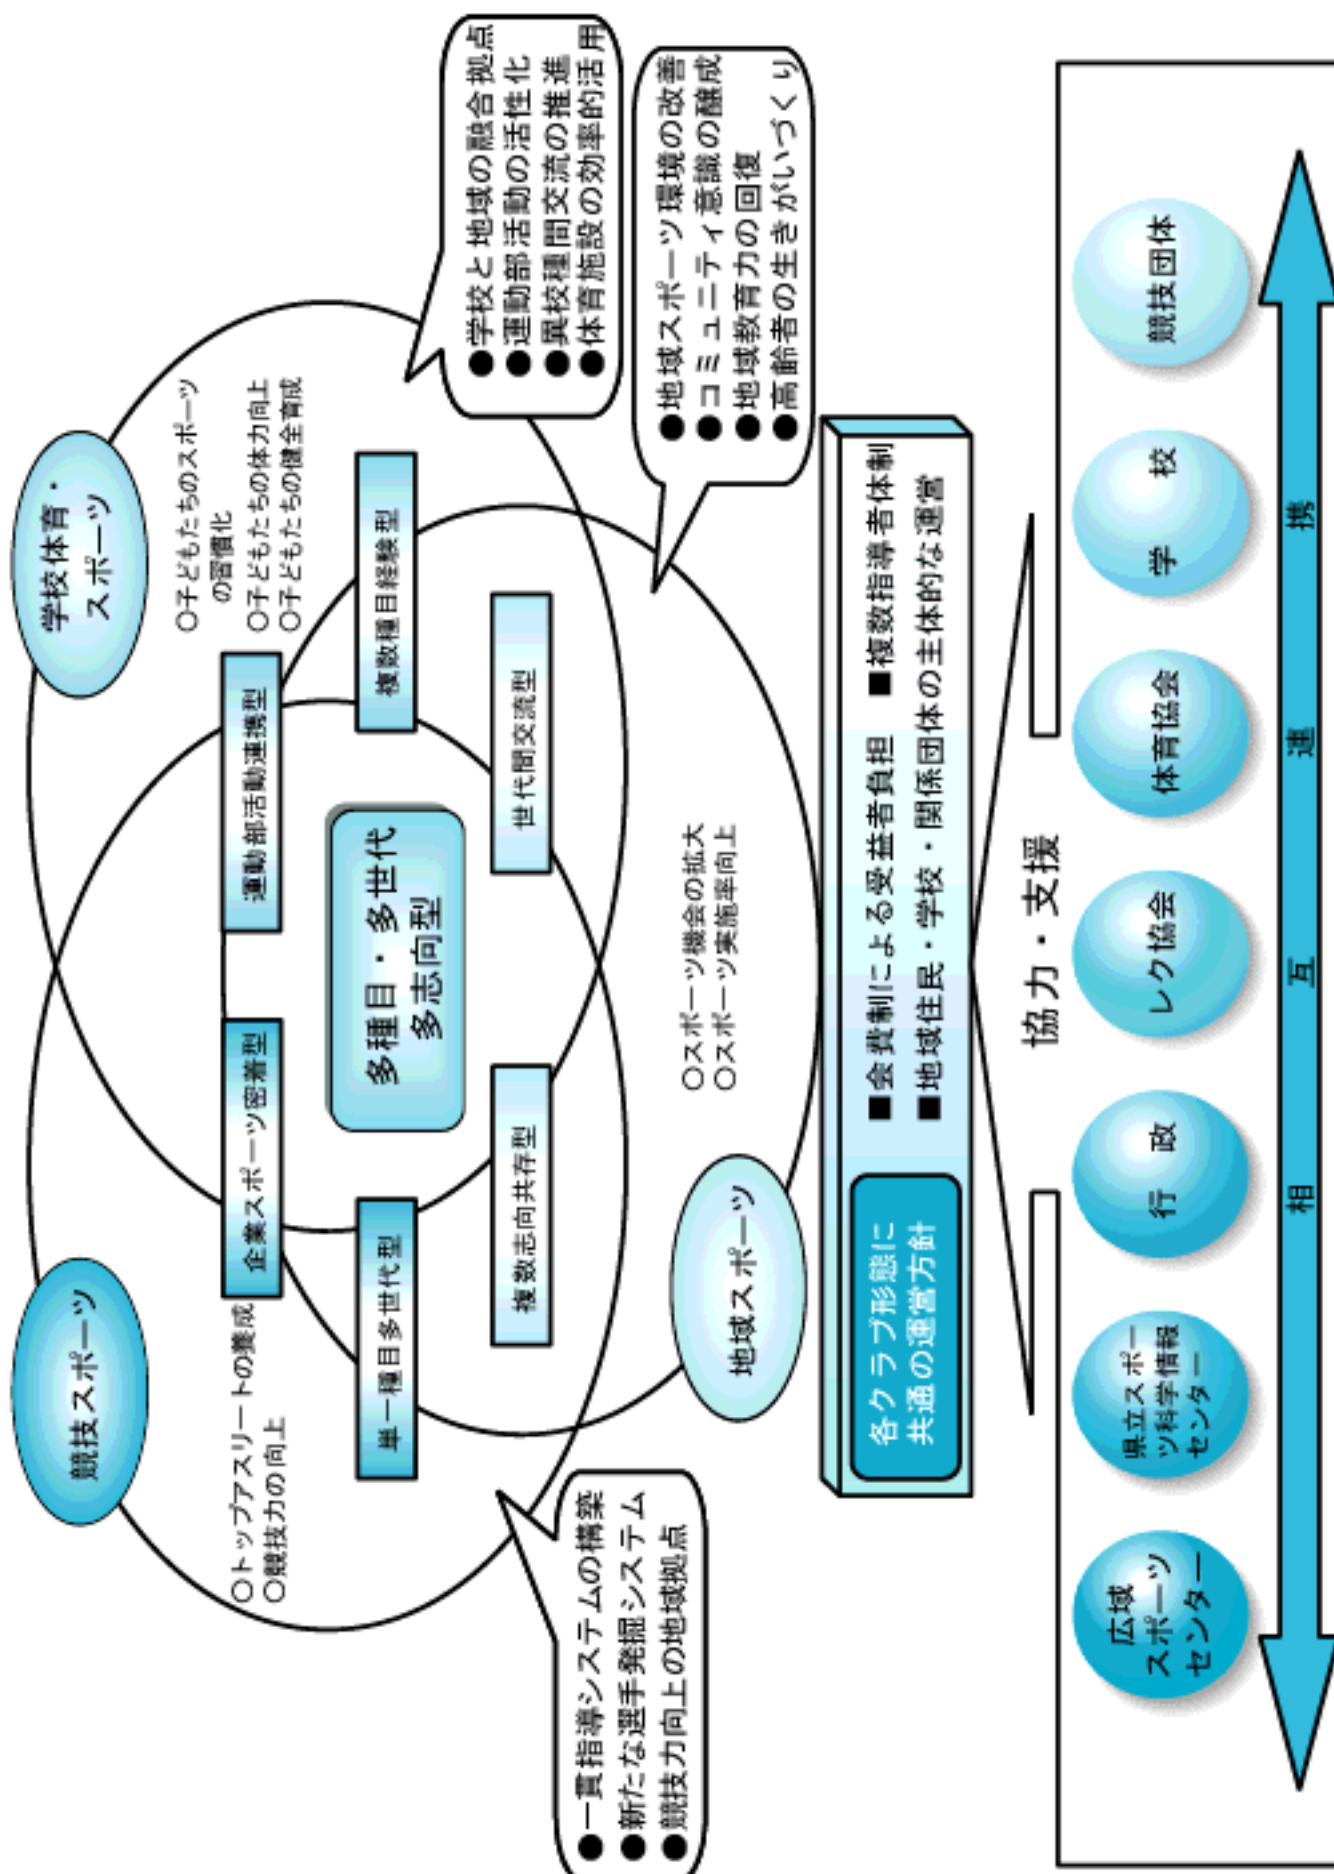 競技スポーツ
学校体育・
スポーツ
○トップアスリートの養成
○競技力の向上
○子どもたちのスポーツ
の習慣化
○子どもたちの体力向上
○子どもたちの健全育成
企業スポーツ密着型
運動部活動連携型
単一種目多世代型
多種目・多世代
多志向型
複数種目経験型
複数志向共存型
世代間交流型
●学校と地域の融合拠点
●運動部活動の活性化
●異校種間交流の推進
●体育施設の効率的活用
●一貫指導システムの構築
●新たな選手発掘システム
●競技力向上の地域拠点
地域スポーツ
○スポーツ機会の拡大
○スポーツ実施率向上
●地域スポーツ環境の改善
●コミュニティ意識の醸成
●地域教育力の回復
●高齢者の生きがいづくり
各クラブ形態に
共通の運営方針
■会費制による受益者負担 ■複数指導者体制
■地域住民・学校・関係団体の主体的な運営
協力・支援
広域
スポーツ
センター
県立スポー
ツ科学情報
センター
行政
レク協会
体育協会
学校
競技団体
相互連携